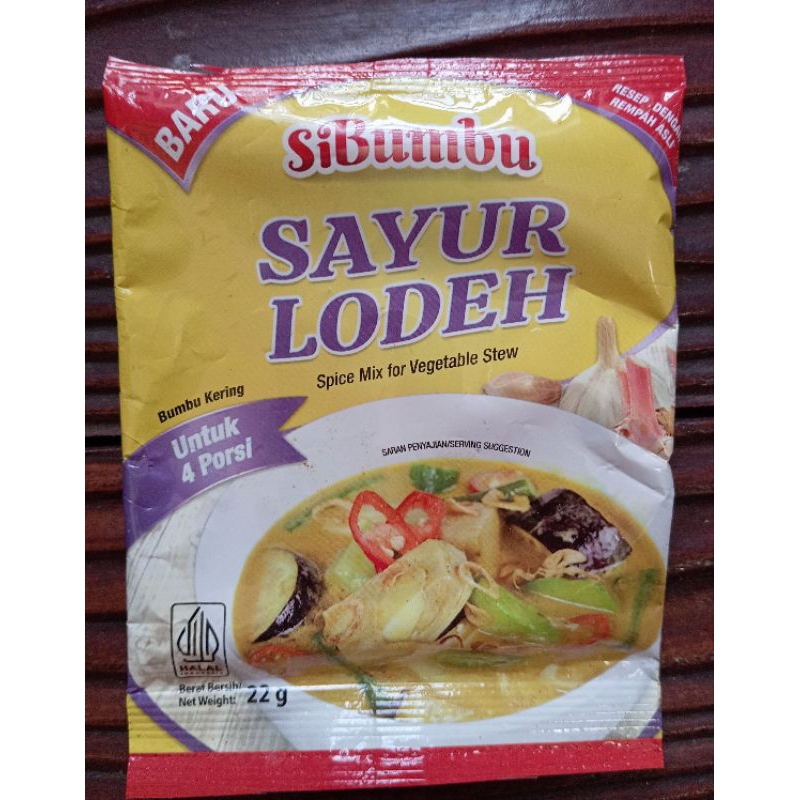 BARU
RESEP DENGAN
REMPAH ASLI
SiBumbu
SAYUR
LODEH
Spice Mix for Vegetable Stew
Bumbu Kering
Untuk
4 Porsi
SARAN PENYAJIAN/SERVING SUGGESTION
HALAL
INDONESIA
Berat Bersih/
Net Weight: 22 g